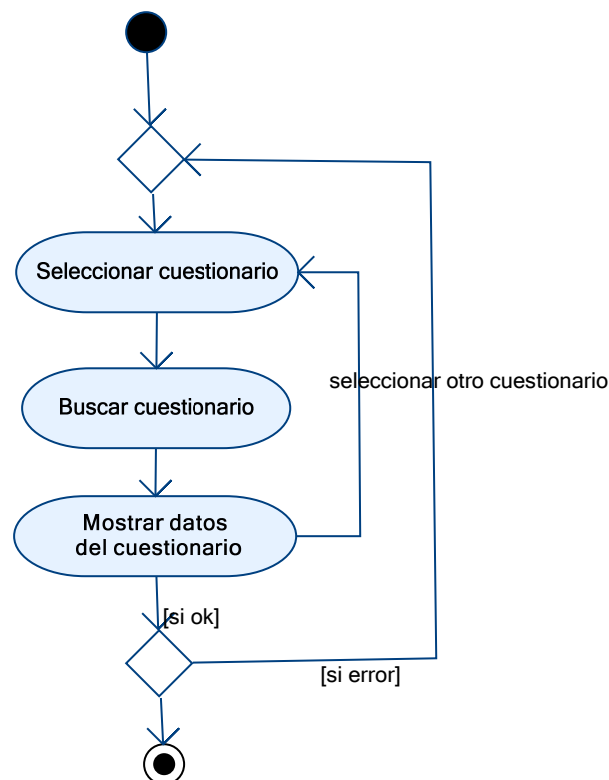 Seleccionar cuestionario
seleccionar otro cuestionario
Buscar cuestionario
Mostrar datos
del cuestionario
[si ok]
[si error]